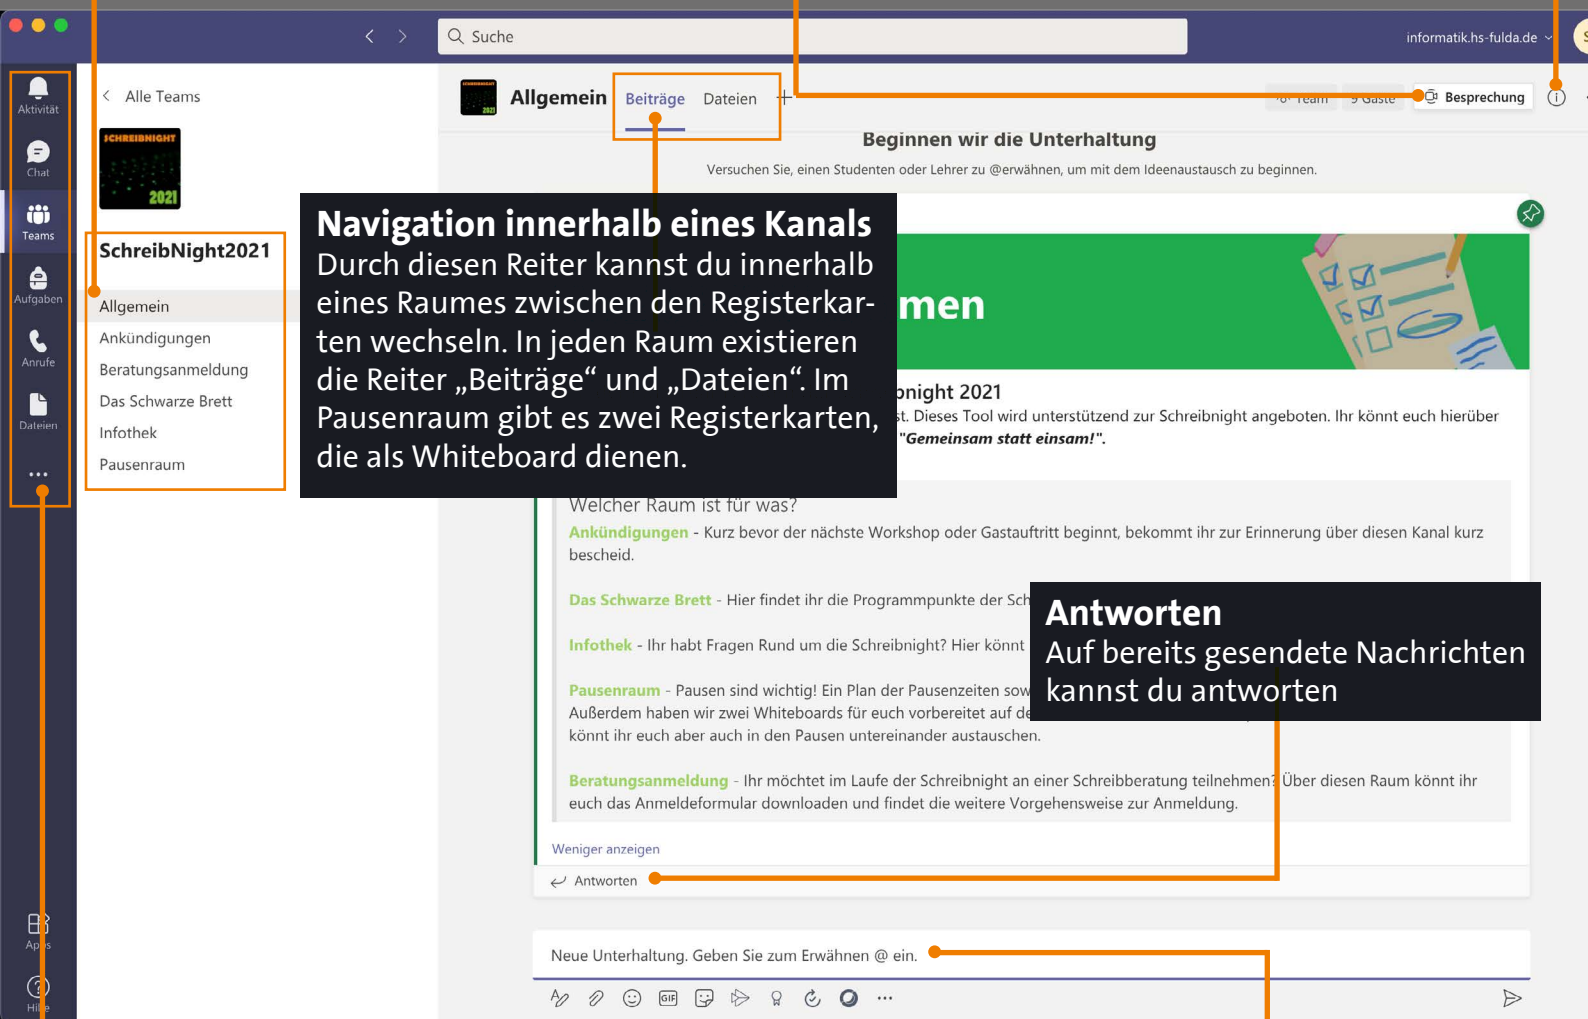 Suche
informatik.hs-fulda.de
Aktivität
Chat
Teams
Aufgaben
Anrufe
Dateien
Apps
Hilfe
Alle Teams
SCHREIBNIGHT
2021
SchreibNight2021
Allgemein
Ankündigungen
Beratungsanmeldung
Das Schwarze Brett
Infothek
Pausenraum
Allgemein
Beiträge
Dateien
Team
9 Gäste
Besprechung
Beginnen wir die Unterhaltung
Versuchen Sie, einen Studenten oder Lehrer zu @erwähnen, um mit dem Ideenaustausch zu beginnen.
Navigation innerhalb eines Kanals
Durch diesen Reiter kannst du innerhalb
eines Raumes zwischen den Registerkar-
ten wechseln. In jeden Raum existieren
die Reiter „Beiträge“ und „Dateien“. Im
Pausenraum gibt es zwei Registerkarten,
die als Whiteboard dienen.
men
night 2021
st. Dieses Tool wird unterstützend zur Schreibnight angeboten. Ihr könnt euch hierüber
"Gemeinsam statt einsam!".
Welcher Raum ist für was?
Ankündigungen - Kurz bevor der nächste Workshop oder Gastauftritt beginnt, bekommt ihr zur Erinnerung über diesen Kanal kurz
bescheid.
Das Schwarze Brett - Hier findet ihr die Programmpunkte der Sch
Infothek - Ihr habt Fragen Rund um die Schreibnight? Hier könnt
Pausenraum - Pausen sind wichtig! Ein Plan der Pausenzeiten sow
Außerdem haben wir zwei Whiteboards für euch vorbereitet auf de
könnt ihr euch aber auch in den Pausen untereinander austauschen.
Beratungsanmeldung - Ihr möchtet im Laufe der Schreibnight an einer Schreibberatung teilnehmen? Über diesen Raum könnt ihr
euch das Anmeldeformular downloaden und findet die weitere Vorgehensweise zur Anmeldung.
Antworten
Auf bereits gesendete Nachrichten
kannst du antworten
Weniger anzeigen
Antworten
Neue Unterhaltung. Geben Sie zum Erwähnen @ ein.
GIF